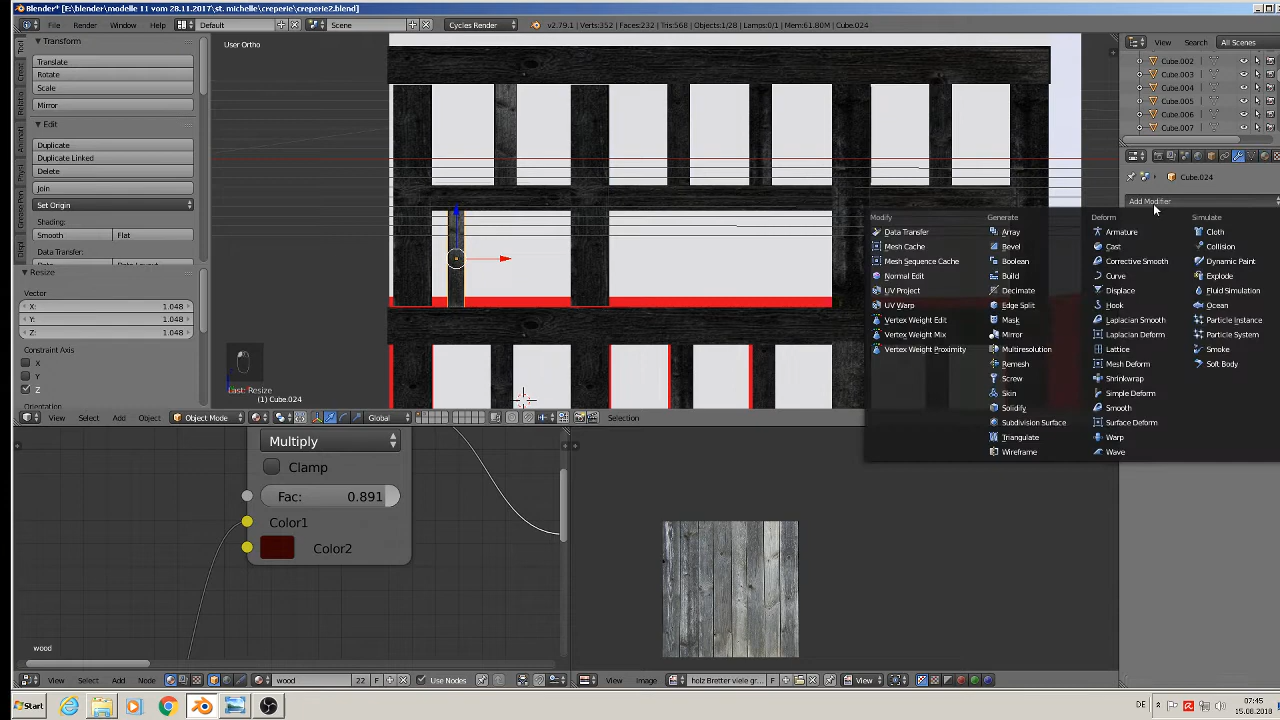 Blender* [E:\blender\modelle 11 vom 28.11.2017\st. michelle\creperie\creperie2.blend]
File Render Window Help Default Scene Cycles Render v2.79.1 | Verts:352 | Faces:232 | Tris:568 | Objects:1/28 | Lamps:0/1 | Mem:61.80M | Cube.024
Transform
Translate
Rotate
Scale
Mirror
Edit
Duplicate
Duplicate Linked
Delete
Join
Set Origin
Shading:
Smooth Flat
Data Transfer:
Resize
Vector
X: 1.048
Y: 1.048
Z: 1.048
Constraint Axis
X
Y
Z
Orientation
User Ortho
Last: Resize
(1) Cube.024
View Search All Scenes
Cube.002
Cube.003
Cube.004
Cube.005
Cube.006
Cube.007
Cube.024
Add Modifier
Modify Generate Deform Simulate
Data Transfer Array Armature Cloth
Mesh Cache Bevel Cast Collision
Mesh Sequence Cache Boolean Corrective Smooth Dynamic Paint
Normal Edit Build Curve Explode
UV Project Decimate Displace Fluid Simulation
UV Warp Edge Split Hook Ocean
Vertex Weight Edit Mask Laplacian Smooth Particle Instance
Vertex Weight Mix Mirror Laplacian Deform Particle System
Vertex Weight Proximity Multiresolution Lattice Smoke
Remesh Mesh Deform Soft Body
Screw Shrinkwrap
Skin Simple Deform
Solidify Smooth
Subdivision Surface Surface Deform
Triangulate Warp
Wireframe Wave
View Select Add Object Object Mode Global Selection
Multiply
Clamp
Fac: 0.891
Color1
Color2
wood
View Select Add Node wood 22 F Use Nodes
View Image holz Bretter viele gr... F View
Start DE 07:45
15.08.2018